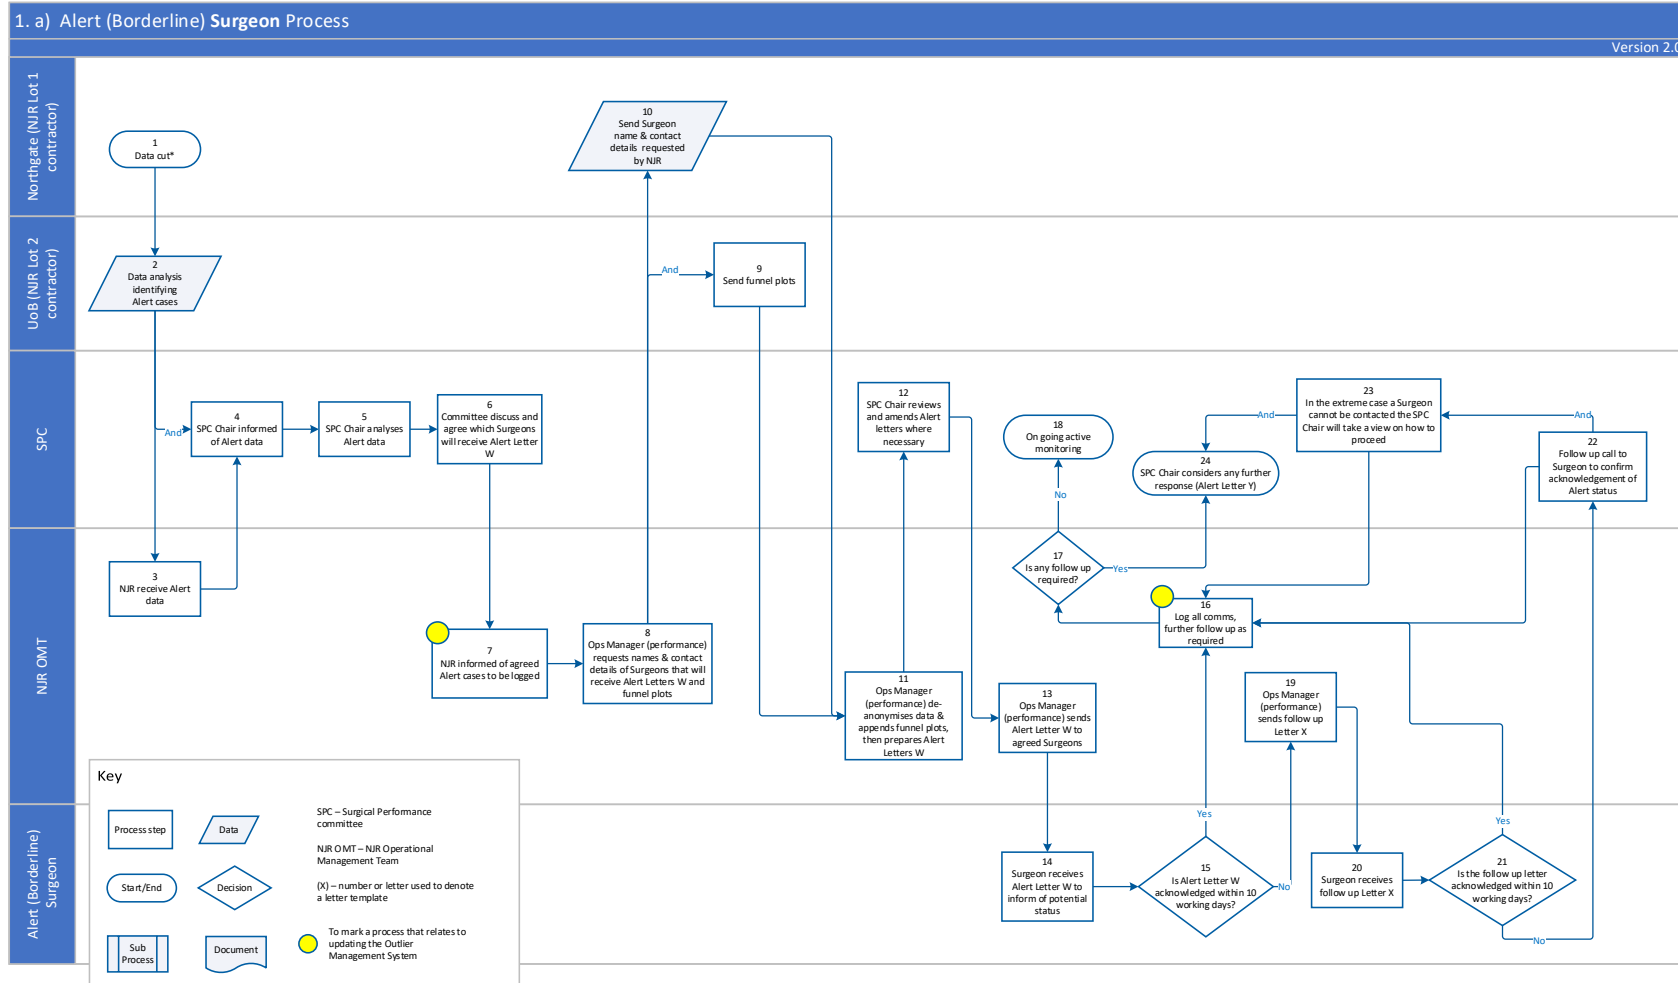 1. a) Alert (Borderline) Surgeon Process
Version 2.0
Northgate (NJR Lot 1
contractor)
1
Data cut*
10
Send Surgeon
name & contact
details requested
by NJR
UoB (NJR Lot 2
contractor)
2
Data analysis
identifying
Alert cases
And
9
Send funnel plots
SPC
And
4
SPC Chair informed
of Alert data
5
SPC Chair analyses
Alert data
6
Committee discuss and
agree which Surgeons
will receive Alert Letter
W
12
SPC Chair reviews
and amends Alert
letters where
necessary
18
On going active
monitoring
No
24
SPC Chair considers any further
response (Alert Letter Y)
And
23
In the extreme case a Surgeon
cannot be contacted the SPC
Chair will take a view on how to
proceed
And
22
Follow up call to
Surgeon to confirm
acknowledgement of
Alert status
NJR OMT
3
NJR receive Alert
data
7
NJR informed of agreed
Alert cases to be logged
8
Ops Manager (performance)
requests names & contact
details of Surgeons that will
receive Alert Letters W and
funnel plots
11
Ops Manager
(performance) de-
anonymises data &
appends funnel plots,
then prepares Alert
Letters W
13
Ops Manager
(performance) sends
Alert Letter W to
agreed Surgeons
17
Is any follow up
required?
Yes
16
Log all comms,
further follow up as
required
19
Ops Manager
(performance)
sends follow up
Letter X
Alert (Borderline)
Surgeon
14
Surgeon receives
Alert Letter W to
inform of potential
status
Yes
15
Is Alert Letter W
acknowledged within 10
working days?
No
20
Surgeon receives
follow up Letter X
Yes
21
Is the follow up letter
acknowledged within 10
working days?
No
Key
Process step
Data
Start/End
Decision
Sub
Process
Document
SPC – Surgical Performance
committee
NJR OMT – NJR Operational
Management Team
(X) – number or letter used to denote
a letter template
To mark a process that relates to
updating the Outlier
Management System